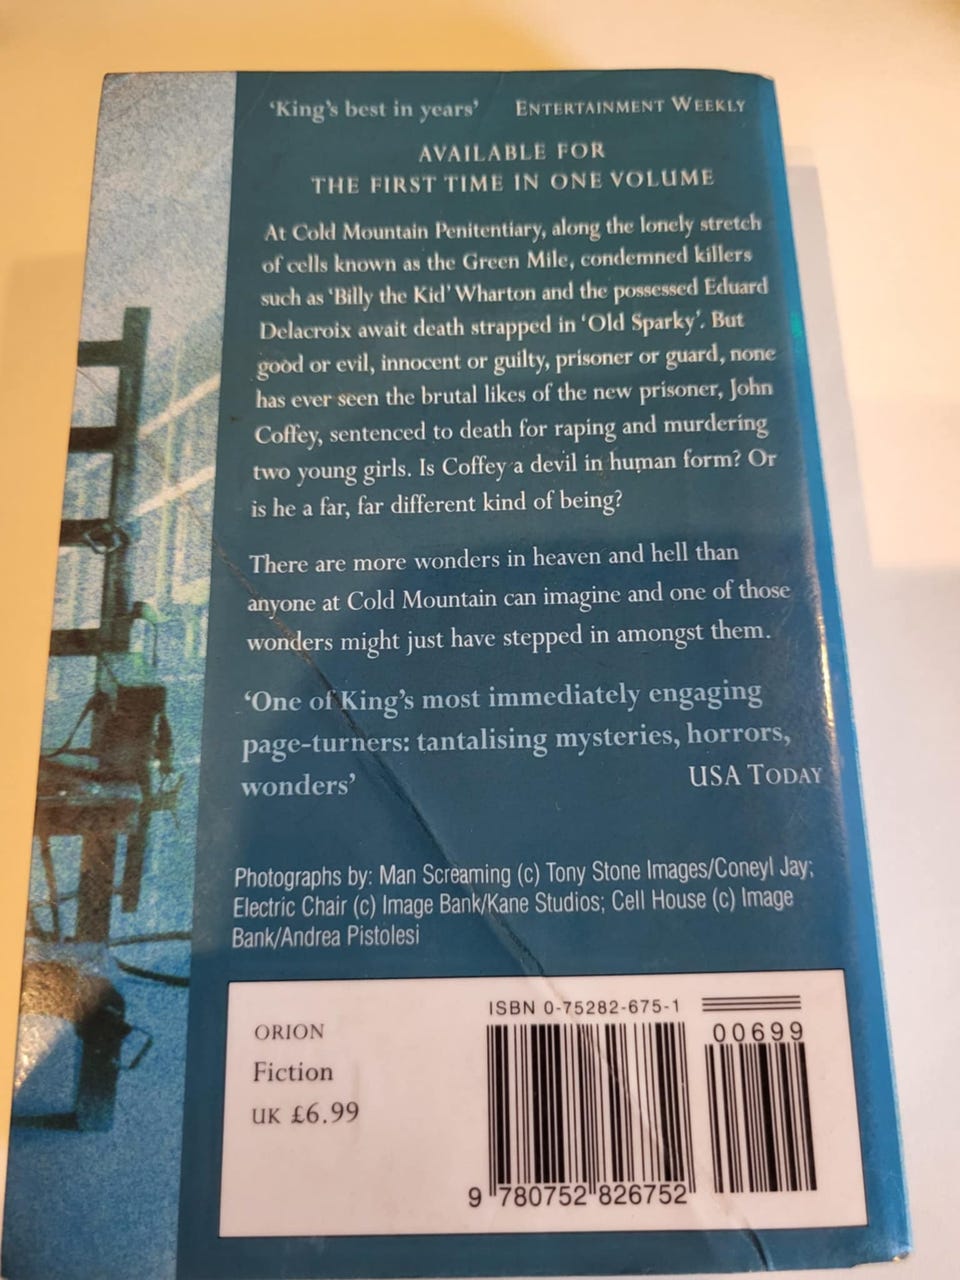 'King's best in years' ENTERTAINMENT WEEKLY
AVAILABLE FOR
THE FIRST TIME IN ONE VOLUME
At Cold Mountain Penitentiary, along the lonely stretch
of cells known as the Green Mile, condemned killers
such as 'Billy the Kid' Wharton and the possessed Eduard
Delacroix await death strapped in 'Old Sparky'. But
good or evil, innocent or guilty, prisoner or guard, none
has ever seen the brutal likes of the new prisoner, John
Coffey, sentenced to death for raping and murdering
two young girls. Is Coffey a devil in human form? Or
is he a far, far different kind of being?
There are more wonders in heaven and hell than
anyone at Cold Mountain can imagine and one of those
wonders might just have stepped in amongst them.
'One of King's most immediately engaging
page-turners: tantalising mysteries, horrors,
wonders' USA TODAY
Photographs by: Man Screaming (c) Tony Stone Images/Coneyl Jay;
Electric Chair (c) Image Bank/Kane Studios; Cell House (c) Image
Bank/Andrea Pistolesi
ISBN 0-75282-675-1
00699
ORION
Fiction
UK £6.99
9 780752 826752